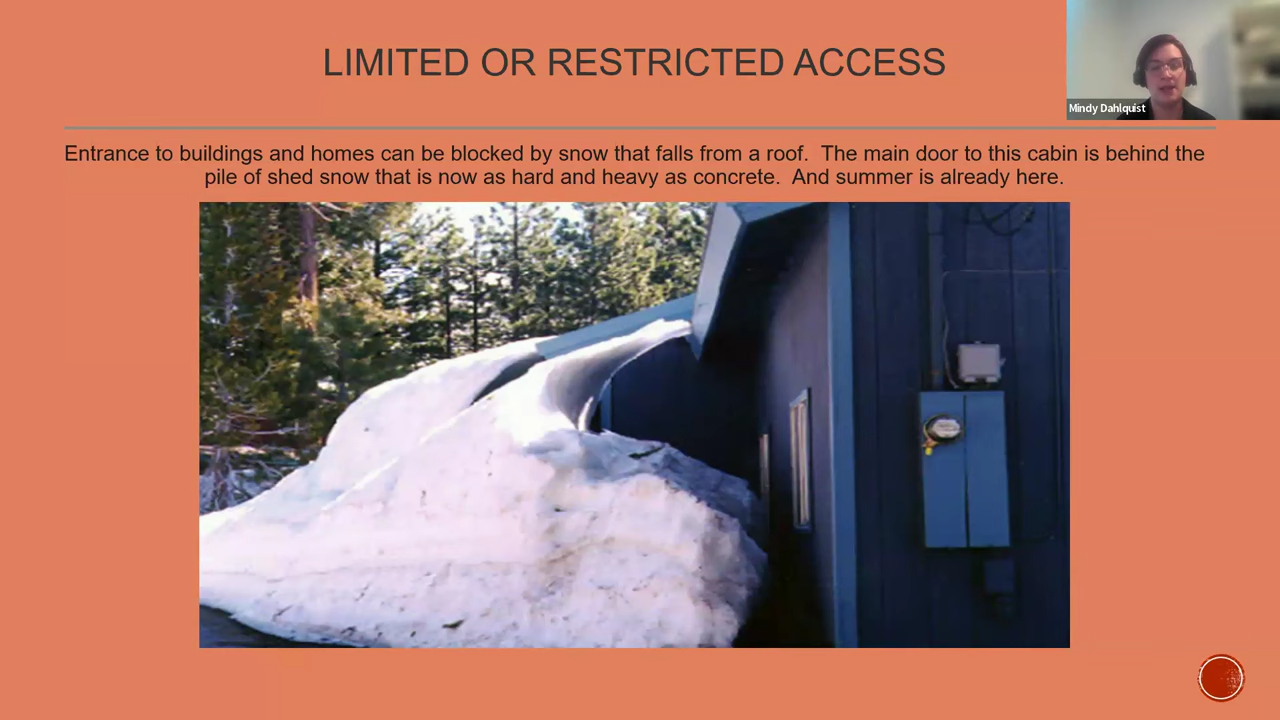 LIMITED OR RESTRICTED ACCESS
Mindy Dahlquist
Entrance to buildings and homes can be blocked by snow that falls from a roof.  The main door to this cabin is behind the
pile of shed snow that is now as hard and heavy as concrete.  And summer is already here.